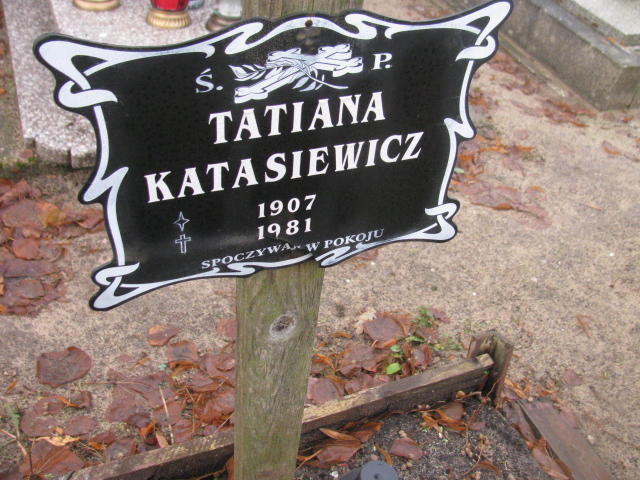 Ś. P.
TATIANA
KATASIEWICZ
1907
1981
SPOCZYWAJ W POKOJU